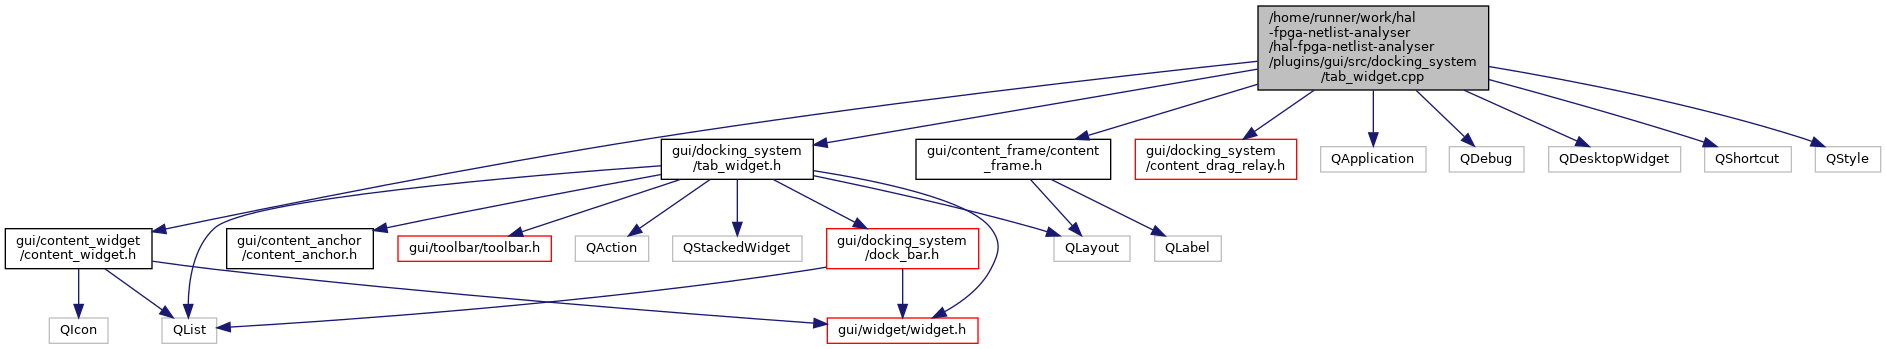 /home/runner/work/hal
-fpga-netlist-analyser
/hal-fpga-netlist-analyser
/plugins/gui/src/docking_system
/tab_widget.cpp
gui/docking_system
/tab_widget.h
gui/content_frame/content
_frame.h
gui/docking_system
/content_drag_relay.h
QApplication
QDebug
QDesktopWidget
QShortcut
QStyle
gui/content_widget
/content_widget.h
gui/content_anchor
/content_anchor.h
gui/toolbar/toolbar.h
QAction
QStackedWidget
gui/docking_system
/dock_bar.h
QLayout
QLabel
QIcon
QList
gui/widget/widget.h